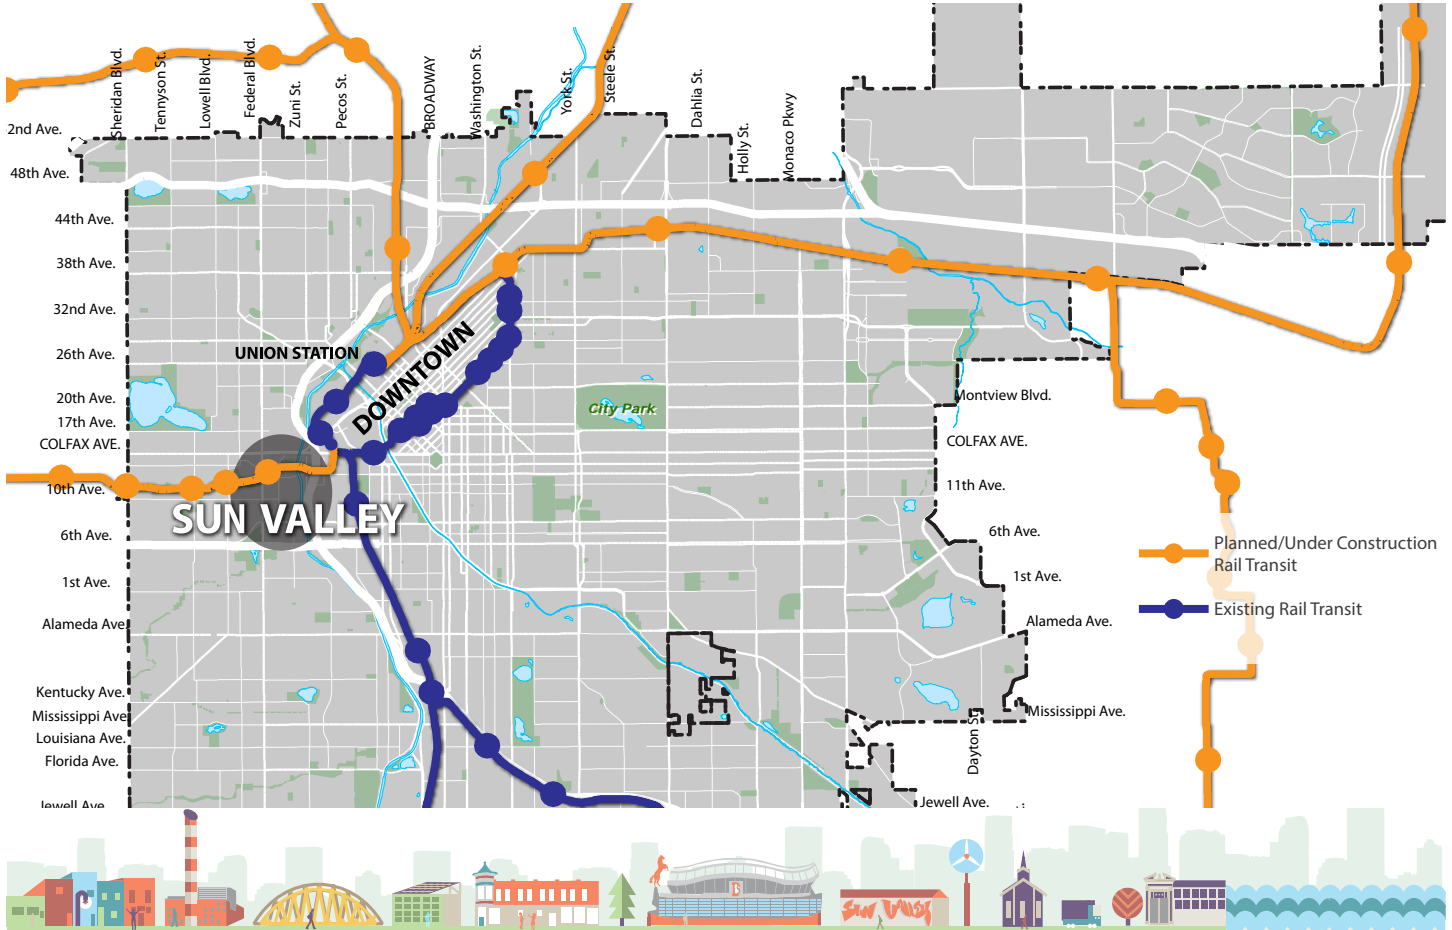 Sheridan Blvd.
Tennyson St.
Lowell Blvd.
Federal Blvd.
Zuni St.
Pecos St.
BROADWAY
Washington St.
York St.
Steele St.
Dahlia St.
Holly St.
Monaco Pkwy
2nd Ave.
48th Ave.
44th Ave.
38th Ave.
32nd Ave.
26th Ave.
20th Ave.
17th Ave.
COLFAX AVE.
10th Ave.
6th Ave.
1st Ave.
Alameda Ave
Kentucky Ave.
Mississippi Ave
Louisiana Ave.
Florida Ave.
Jewell Ave
UNION STATION
DOWNTOWN
City Park
SUN VALLEY
Montview Blvd.
COLFAX AVE.
11th Ave.
6th Ave.
1st Ave.
Alameda Ave.
Mississippi Ave.
Dayton St
Jewell Ave.
Planned/Under Construction
Rail Transit
Existing Rail Transit
B
SUN VALLEY